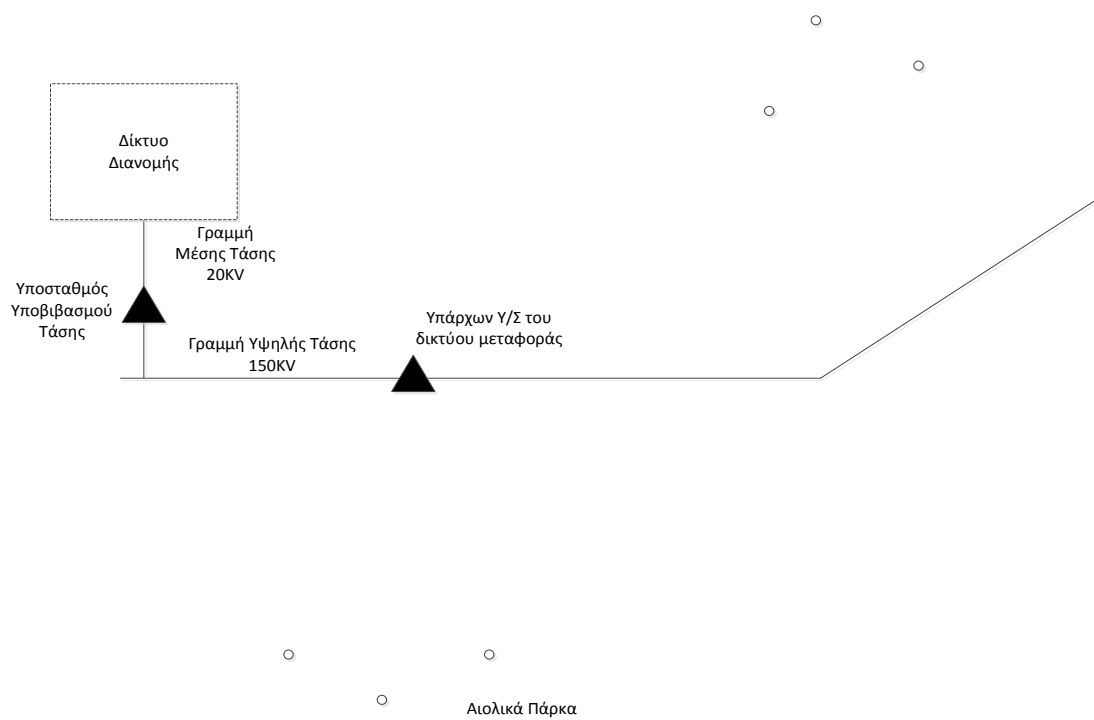 Δίκτυο
Διανομής
Γραμμή
Μέσης Τάσης
20KV
Υποσταθμός
Υποβιβασμού
Τάσης
Γραμμή Υψηλής Τάσης
150KV
Υπάρχων Υ/Σ του
δικτύου μεταφοράς
Αιολικά Πάρκα